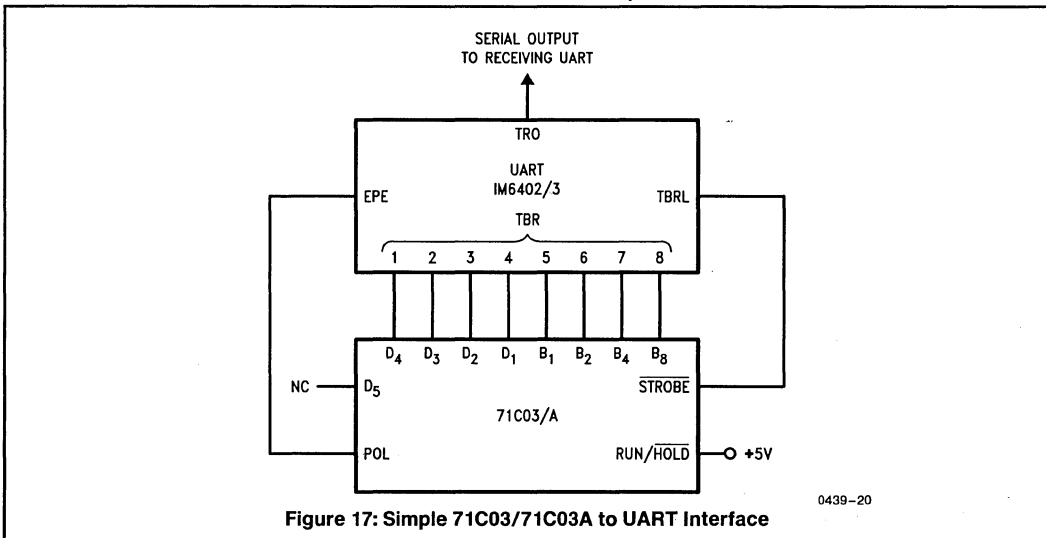 SERIAL OUTPUT
TO RECEIVING UART
TRO
UART
IM6402/3
EPE
TBRL
TBR
1 2 3 4 5 6 7 8
D4 D3 D2 D1 B1 B2 B4 B8
NC
D5
STROBE
71C03/A
POL
RUN/HOLD
+5V
0439-20
Figure 17: Simple 71C03/71C03A to UART Interface